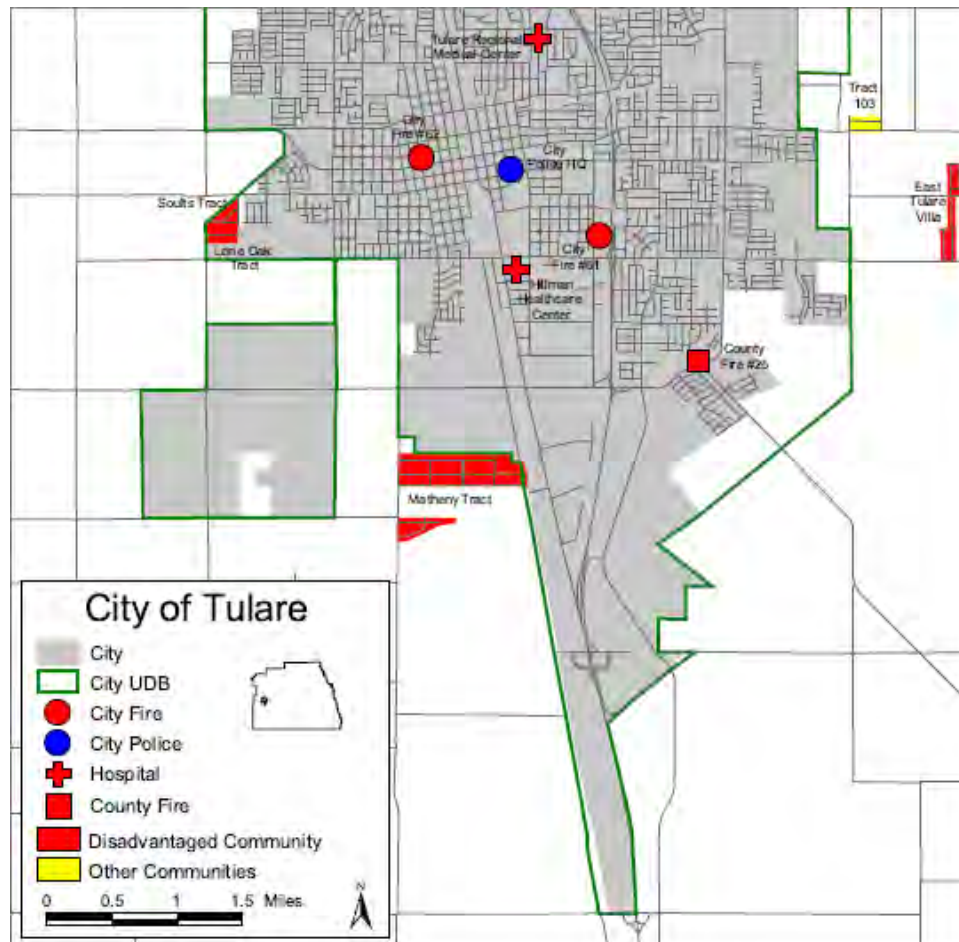 Tulare Regional
Medical Center
Tract
103
City
Fire #62
City
Police HQ
East
Tulare
Villa
Soults Tract
Lone Oak
Tract
City
Fire #61
Hillman
Healthcare
Center
County
Fire #25
Matheny Tract
City of Tulare
City
City UDB
City Fire
City Police
Hospital
County Fire
Disadvantaged Community
Other Communities
0 0.5 1 1.5 Miles
N